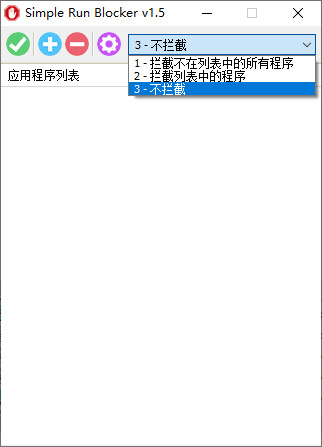 Simple Run Blocker v1.5
3 - 不拦截
1 - 拦截不在列表中的所有程序
2 - 拦截列表中的程序
3 - 不拦截
应用程序列表